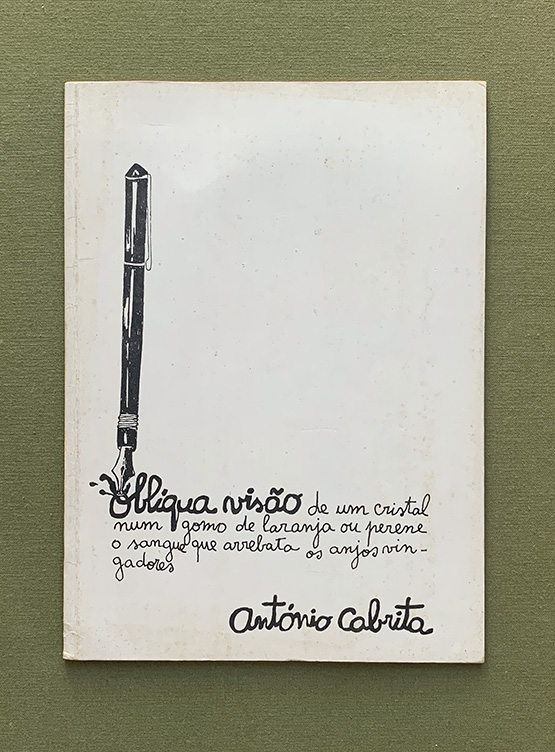 Oblíqua visão de um cristal
num gomo de laranja ou perene
o sangue que arrebata os anjos vin-
gadores
António Cabrita